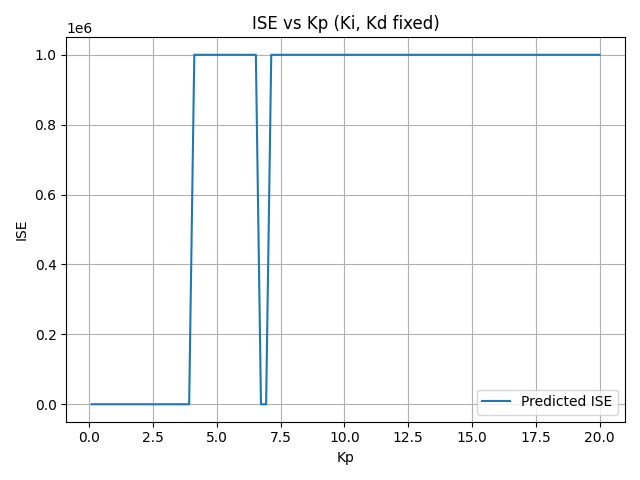 ISE vs Kp (Ki, Kd fixed)
1e6
1.0
0.8
0.6
0.4
0.2
0.0
ISE
0.0 2.5 5.0 7.5 10.0 12.5 15.0 17.5 20.0
Kp
Predicted ISE